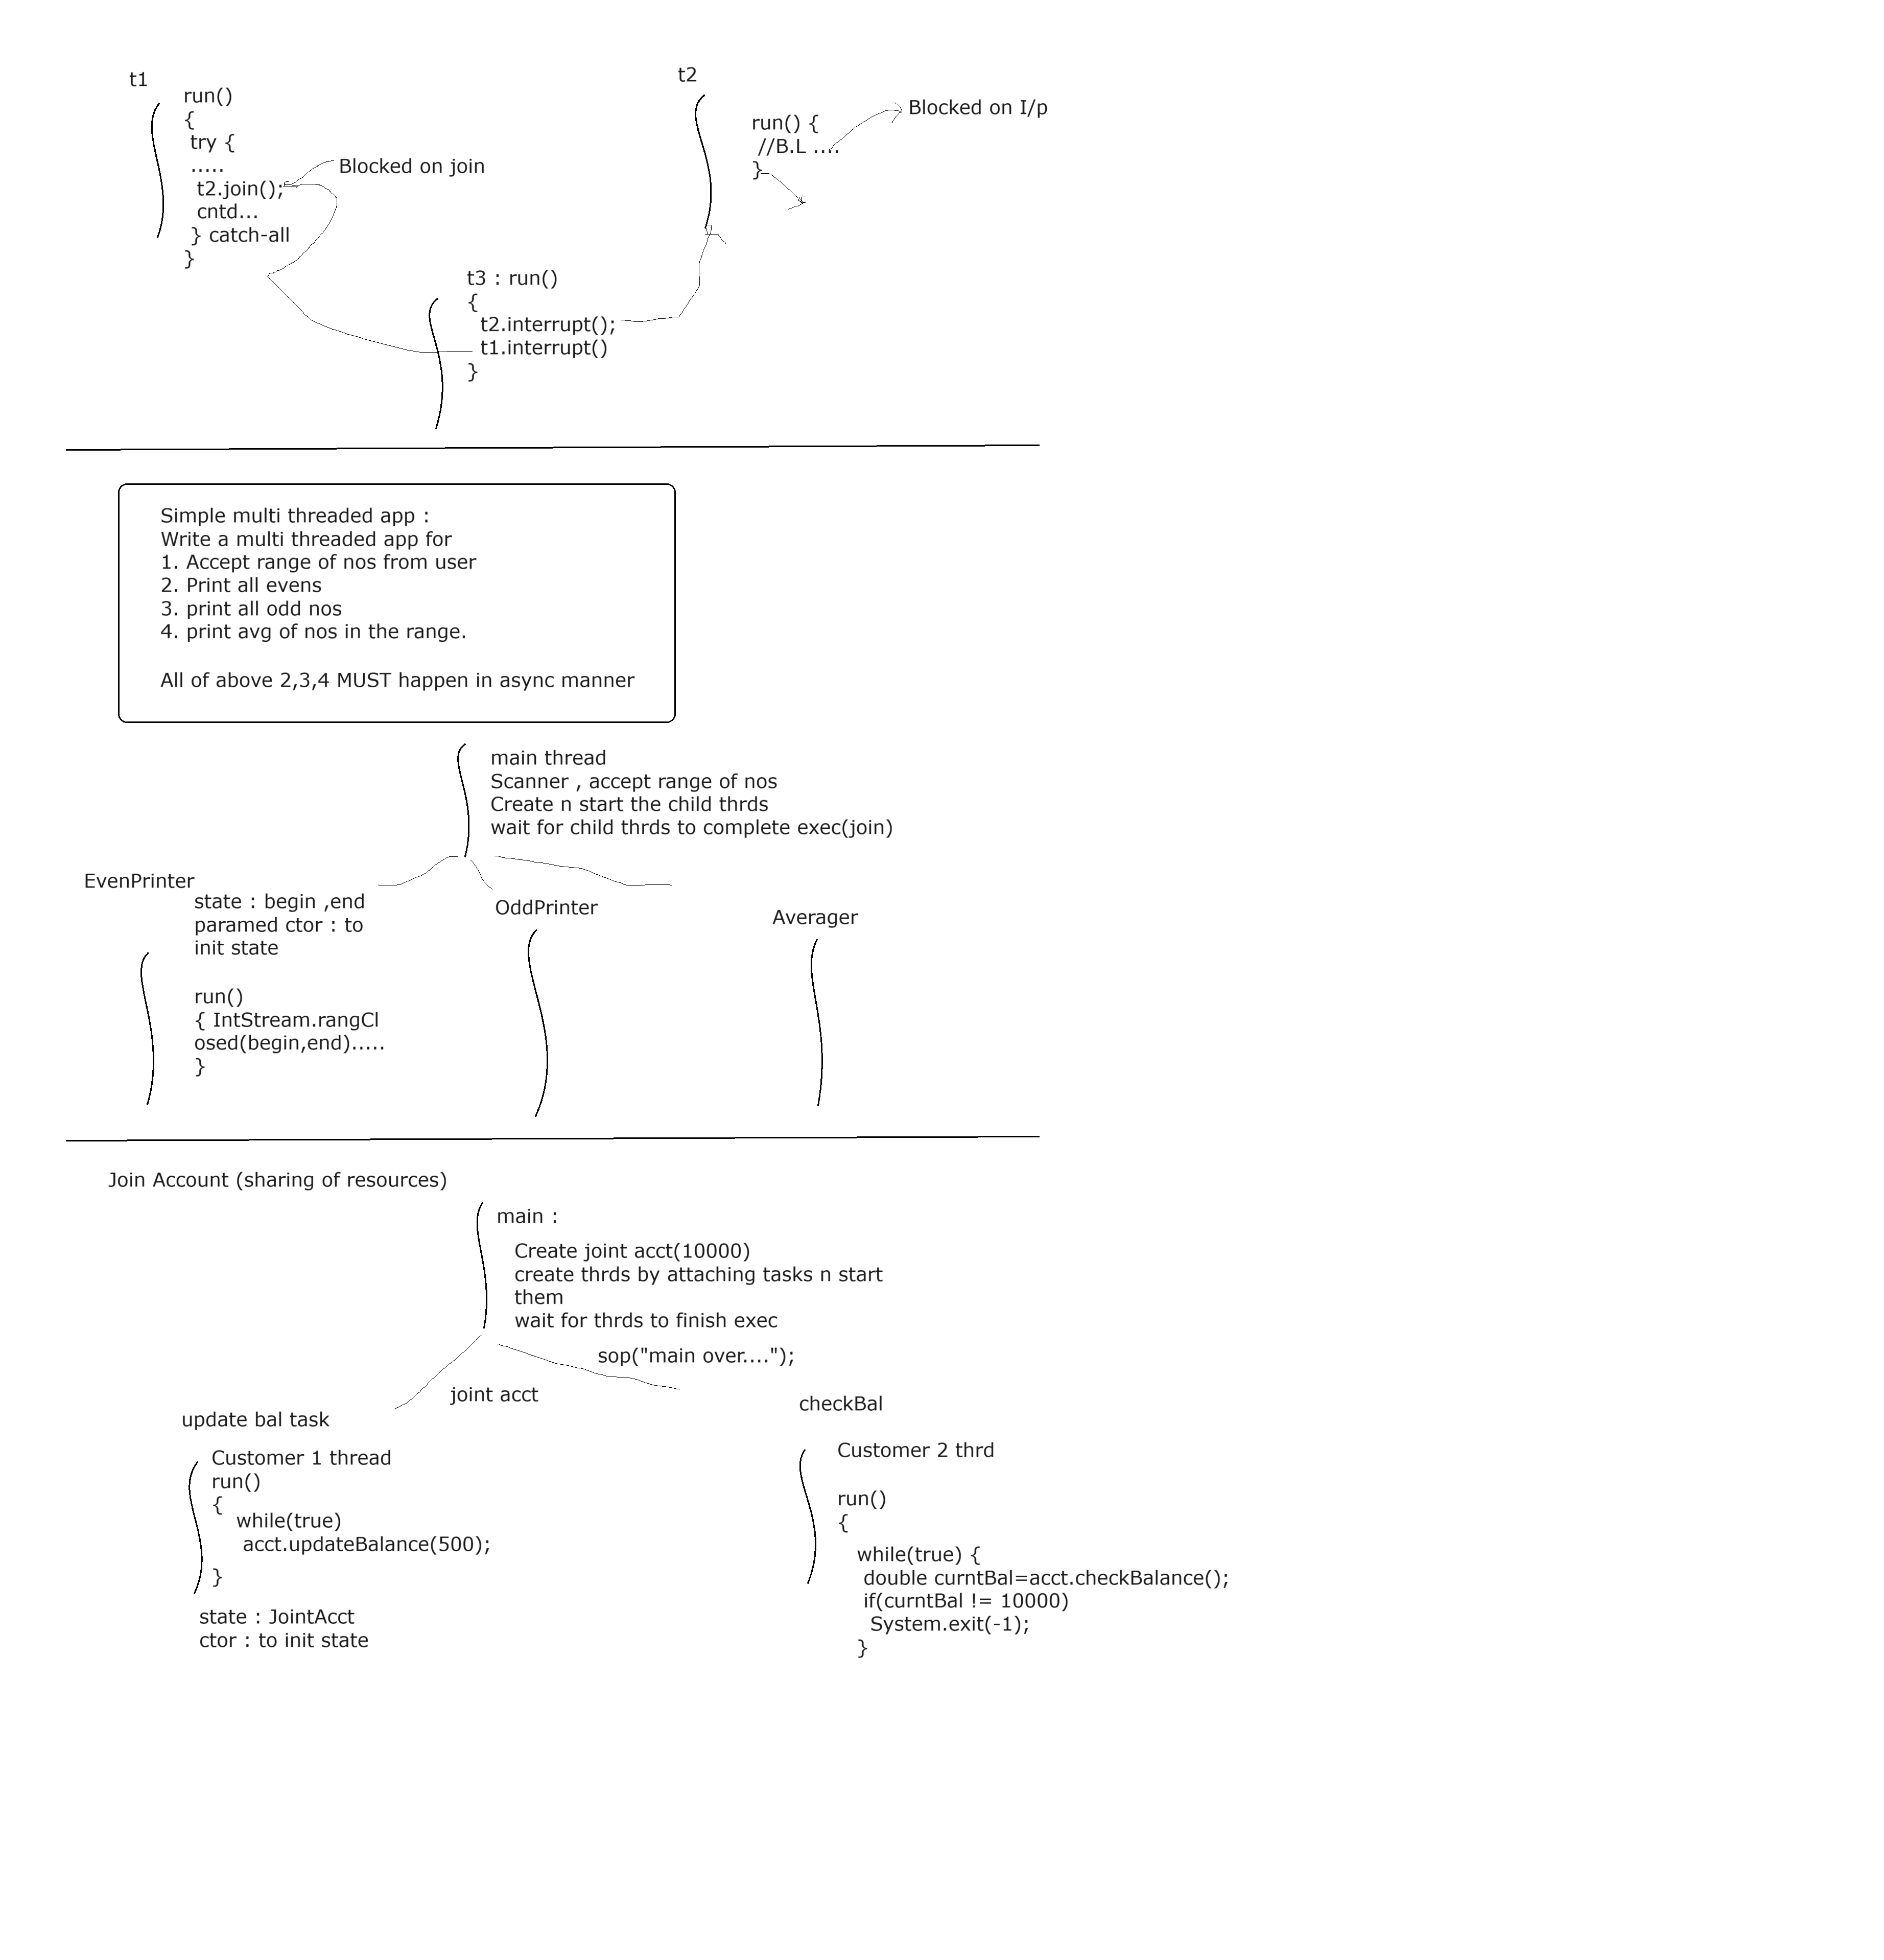 t1
run()
{
try {
.....
t2.join();
cntd...
} catch-all
}
Blocked on join
t2
run() {
//B.L ....
}
Blocked on I/p
t3 : run()
{
t2.interrupt();
t1.interrupt()
}
Simple multi threaded app :
Write a multi threaded app for
1. Accept range of nos from user
2. Print all evens
3. print all odd nos
4. print avg of nos in the range.
All of above 2,3,4 MUST happen in async manner
main thread
Scanner , accept range of nos
Create n start the child thrds
wait for child thrds to complete exec(join)
EvenPrinter
state : begin ,end
paramed ctor : to
init state
run()
{ IntStream.rangCl
osed(begin,end).....
}
OddPrinter
Averager
Join Account (sharing of resources)
main :
Create joint acct(10000)
create thrds by attaching tasks n start
them
wait for thrds to finish exec
sop("main over....");
joint acct
update bal task
Customer 1 thread
run()
{
while(true)
acct.updateBalance(500);
}
state : JointAcct
ctor : to init state
checkBal
Customer 2 thrd
run()
{
while(true) {
double curntBal=acct.checkBalance();
if(curntBal != 10000)
System.exit(-1);
}